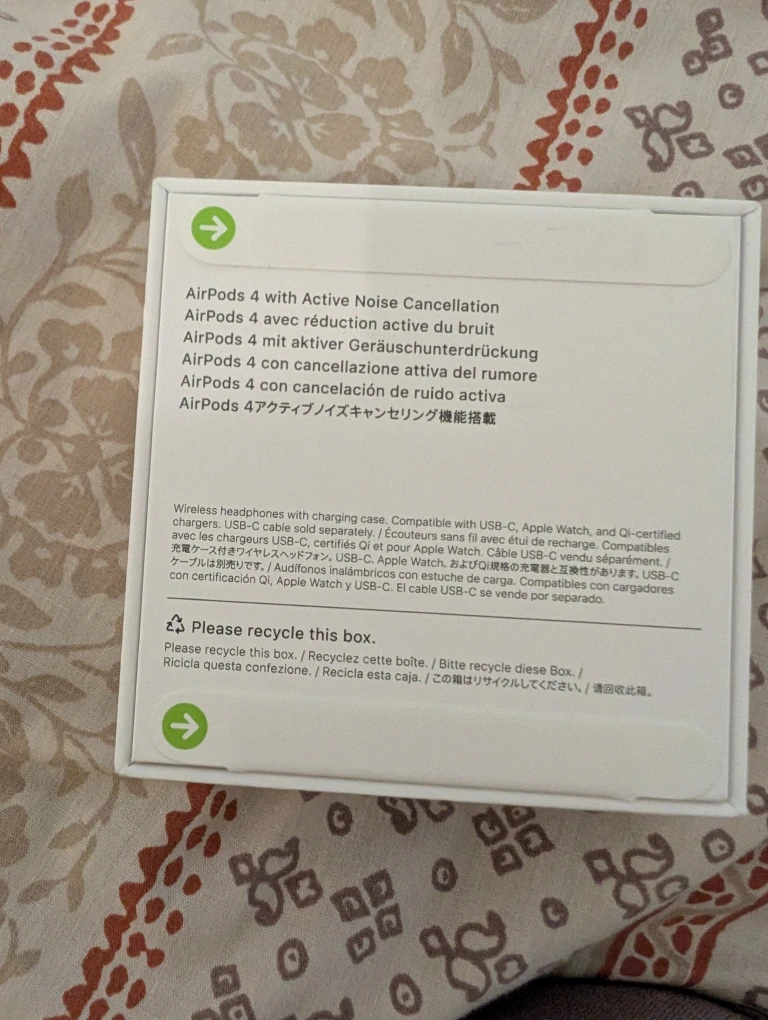 AirPods 4 with Active Noise Cancellation
AirPods 4 avec réduction active du bruit
AirPods 4 mit aktiver Geräuschunterdrückung
AirPods 4 con cancellazione attiva del rumore
AirPods 4 con cancelación de ruido activa
AirPods 4アクティブノイズキャンセリング機能搭載
Wireless headphones with charging case. Compatible with USB-C, Apple Watch, and Qi-certified
chargers. USB-C cable sold separately. / Écouteurs sans fil avec étui de recharge. Compatibles
avec les chargeurs USB-C, certifiés Qi et pour Apple Watch. Câble USB-C vendu séparément. /
充電ケース付きワイヤレスヘッドフォン。USB-C、Apple Watch、およびQi規格の充電器と互換性があります。USB-C
ケーブルは別売りです。/ Audífonos inalámbricos con estuche de carga. Compatibles con cargadores
con certificación Qi, Apple Watch y USB-C. El cable USB-C se vende por separado.
Please recycle this box.
Please recycle this box. / Recyclez cette boîte. / Bitte recycle diese Box. /
Ricicla questa confezione. / Recicla esta caja. / この箱はリサイクルしてください。/ 请回收此箱。